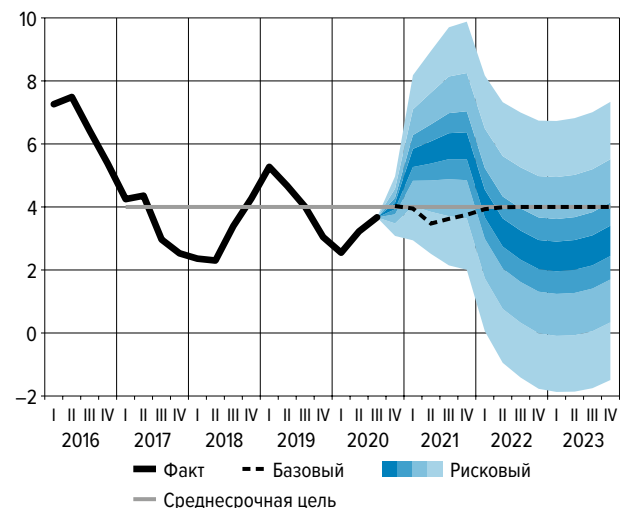 10
8
6
4
2
0
–2
I II III IV I II III IV I II III IV I II III IV I II III IV I II III IV I II III IV I II III IV
2016 2017 2018 2019 2020 2021 2022 2023
Факт Базовый Рисковый
Среднесрочная цель